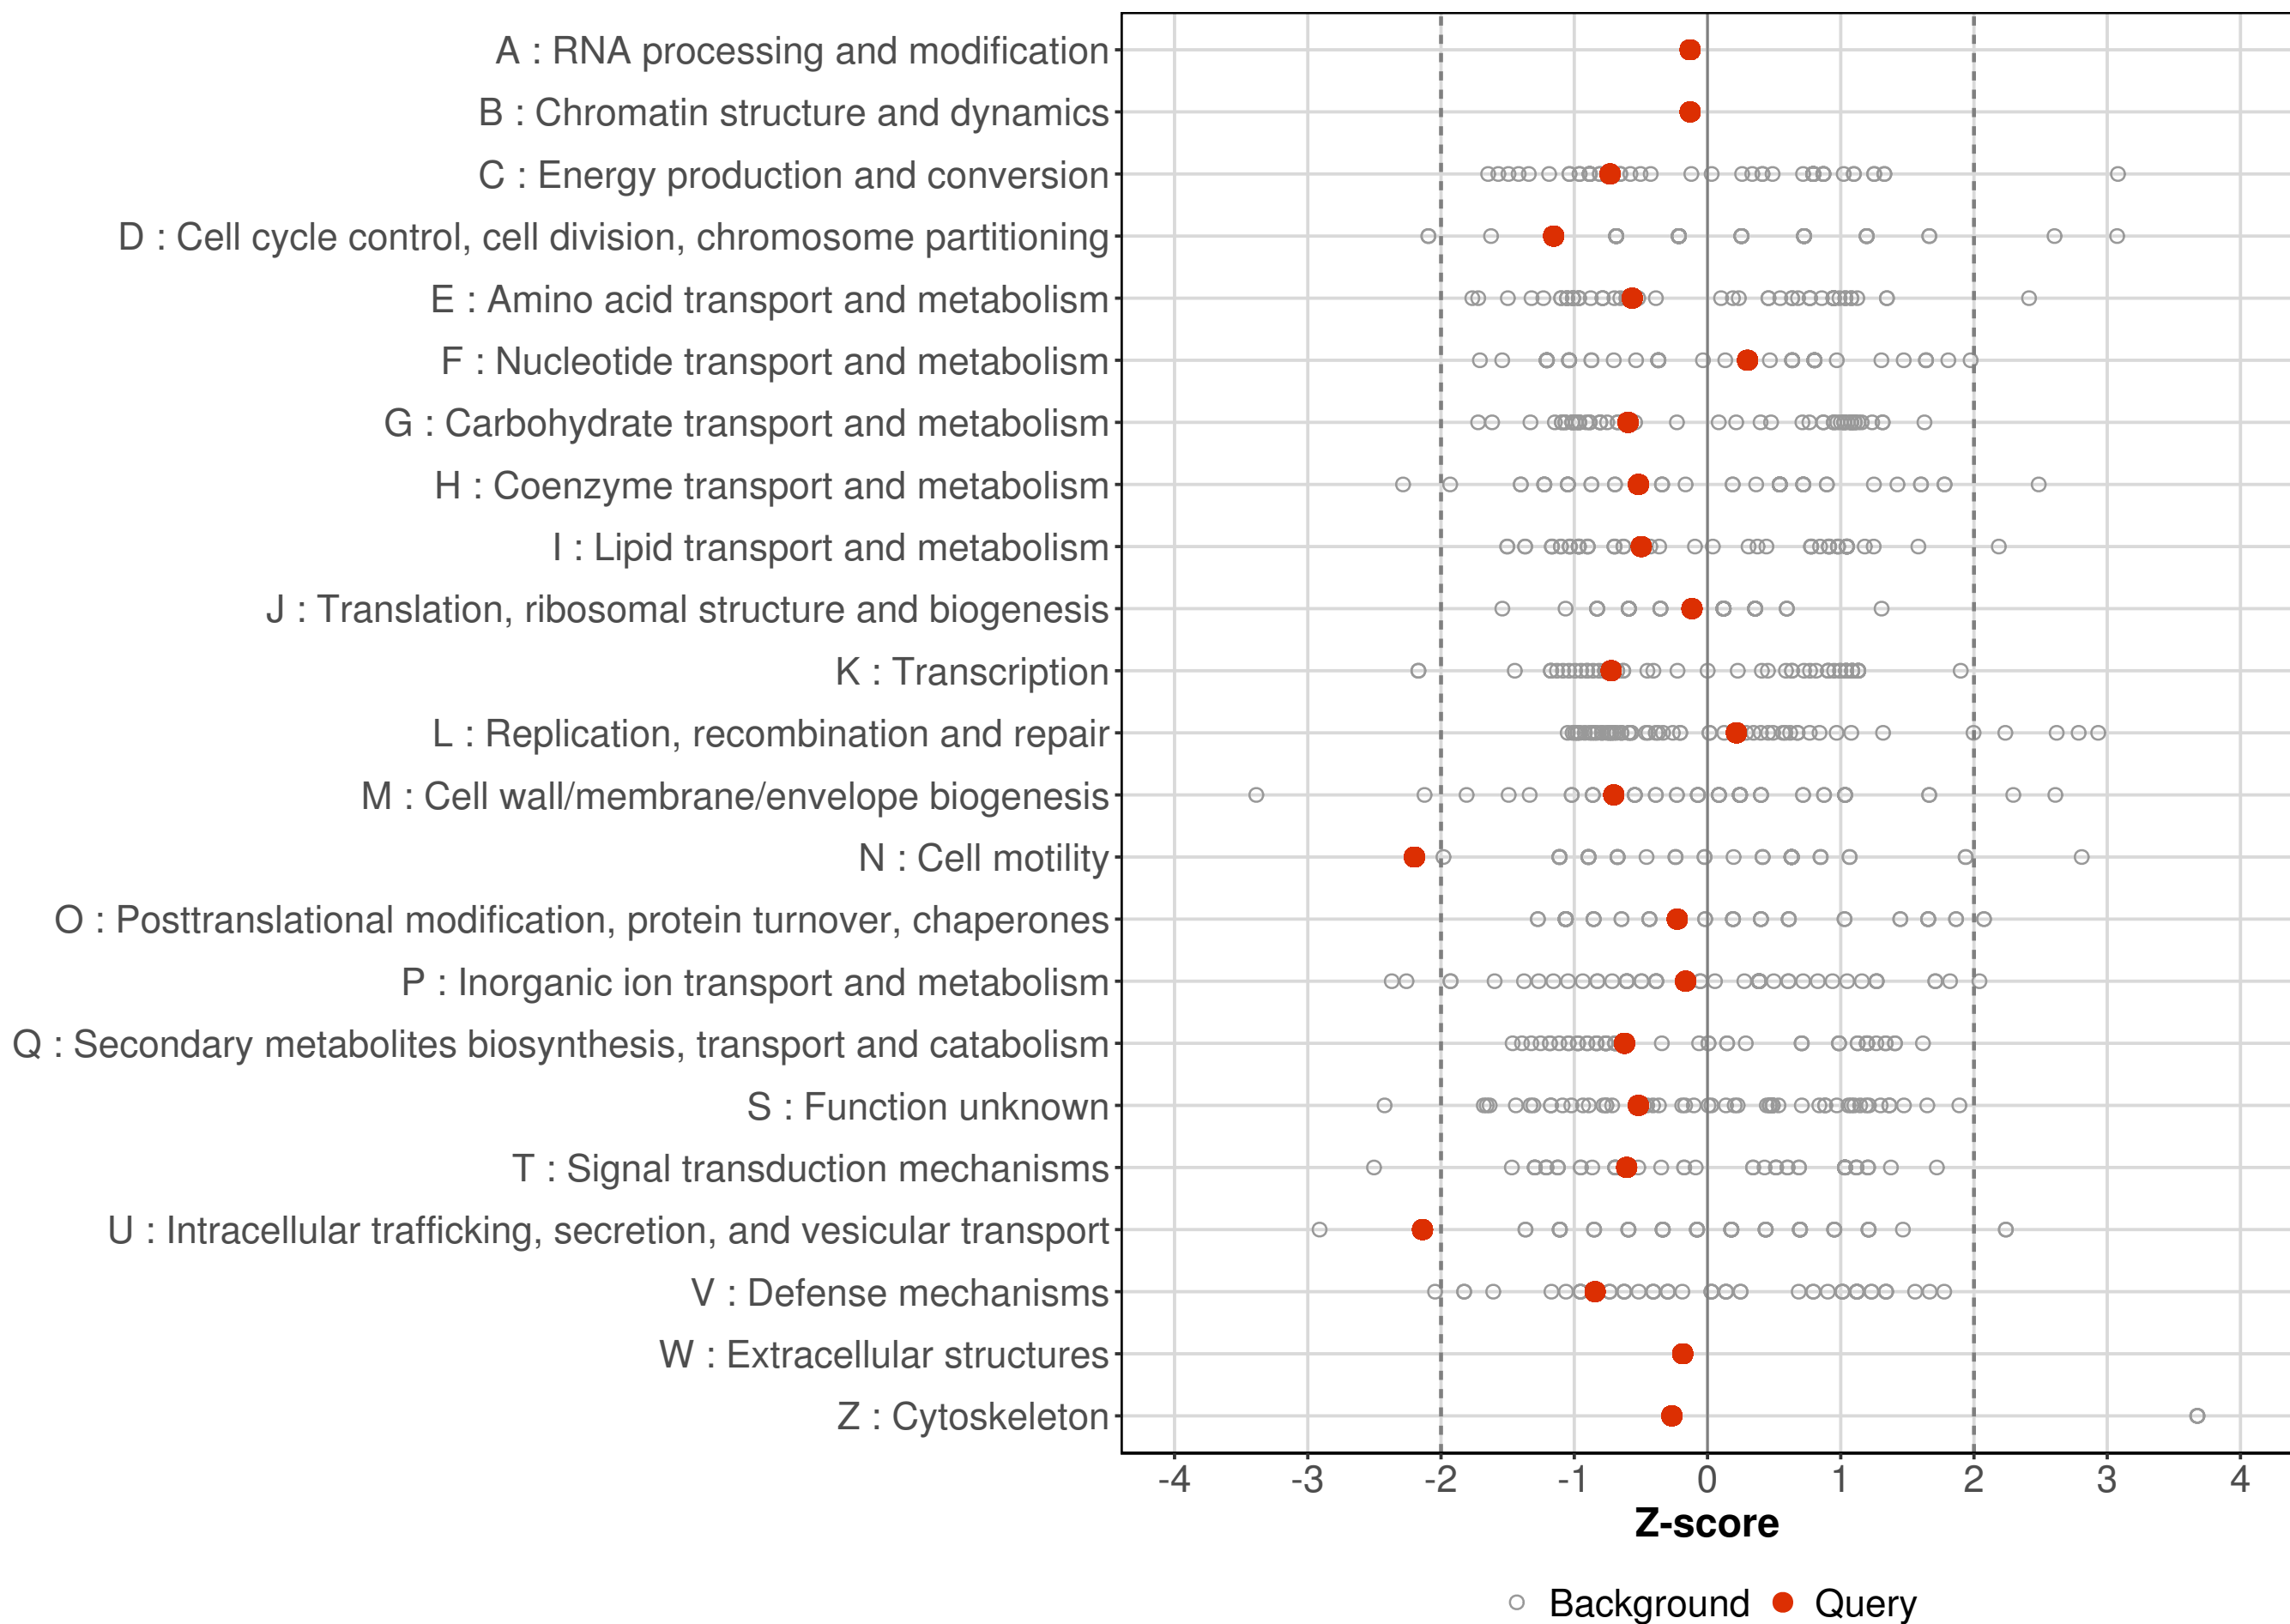 A : RNA processing and modification
B : Chromatin structure and dynamics
C : Energy production and conversion
D : Cell cycle control, cell division, chromosome partitioning
E : Amino acid transport and metabolism
F : Nucleotide transport and metabolism
G : Carbohydrate transport and metabolism
H : Coenzyme transport and metabolism
I : Lipid transport and metabolism
J : Translation, ribosomal structure and biogenesis
K : Transcription
L : Replication, recombination and repair
M : Cell wall/membrane/envelope biogenesis
N : Cell motility
O : Posttranslational modification, protein turnover, chaperones
P : Inorganic ion transport and metabolism
Q : Secondary metabolites biosynthesis, transport and catabolism
S : Function unknown
T : Signal transduction mechanisms
U : Intracellular trafficking, secretion, and vesicular transport
V : Defense mechanisms
W : Extracellular structures
Z : Cytoskeleton
-4 -3 -2 -1 0 1 2 3 4
Z-score
Background Query